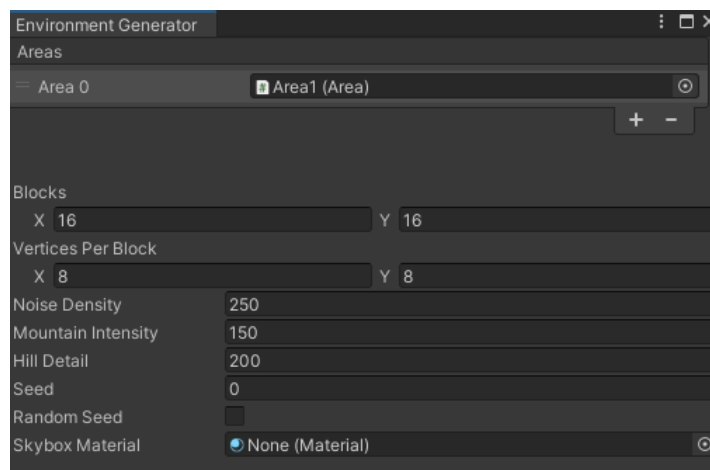 Environment Generator
Areas
Area 0 Area1 (Area)
+ -
Blocks
X 16 Y 16
Vertices Per Block
X 8 Y 8
Noise Density 250
Mountain Intensity 150
Hill Detail 200
Seed 0
Random Seed
Skybox Material None (Material)